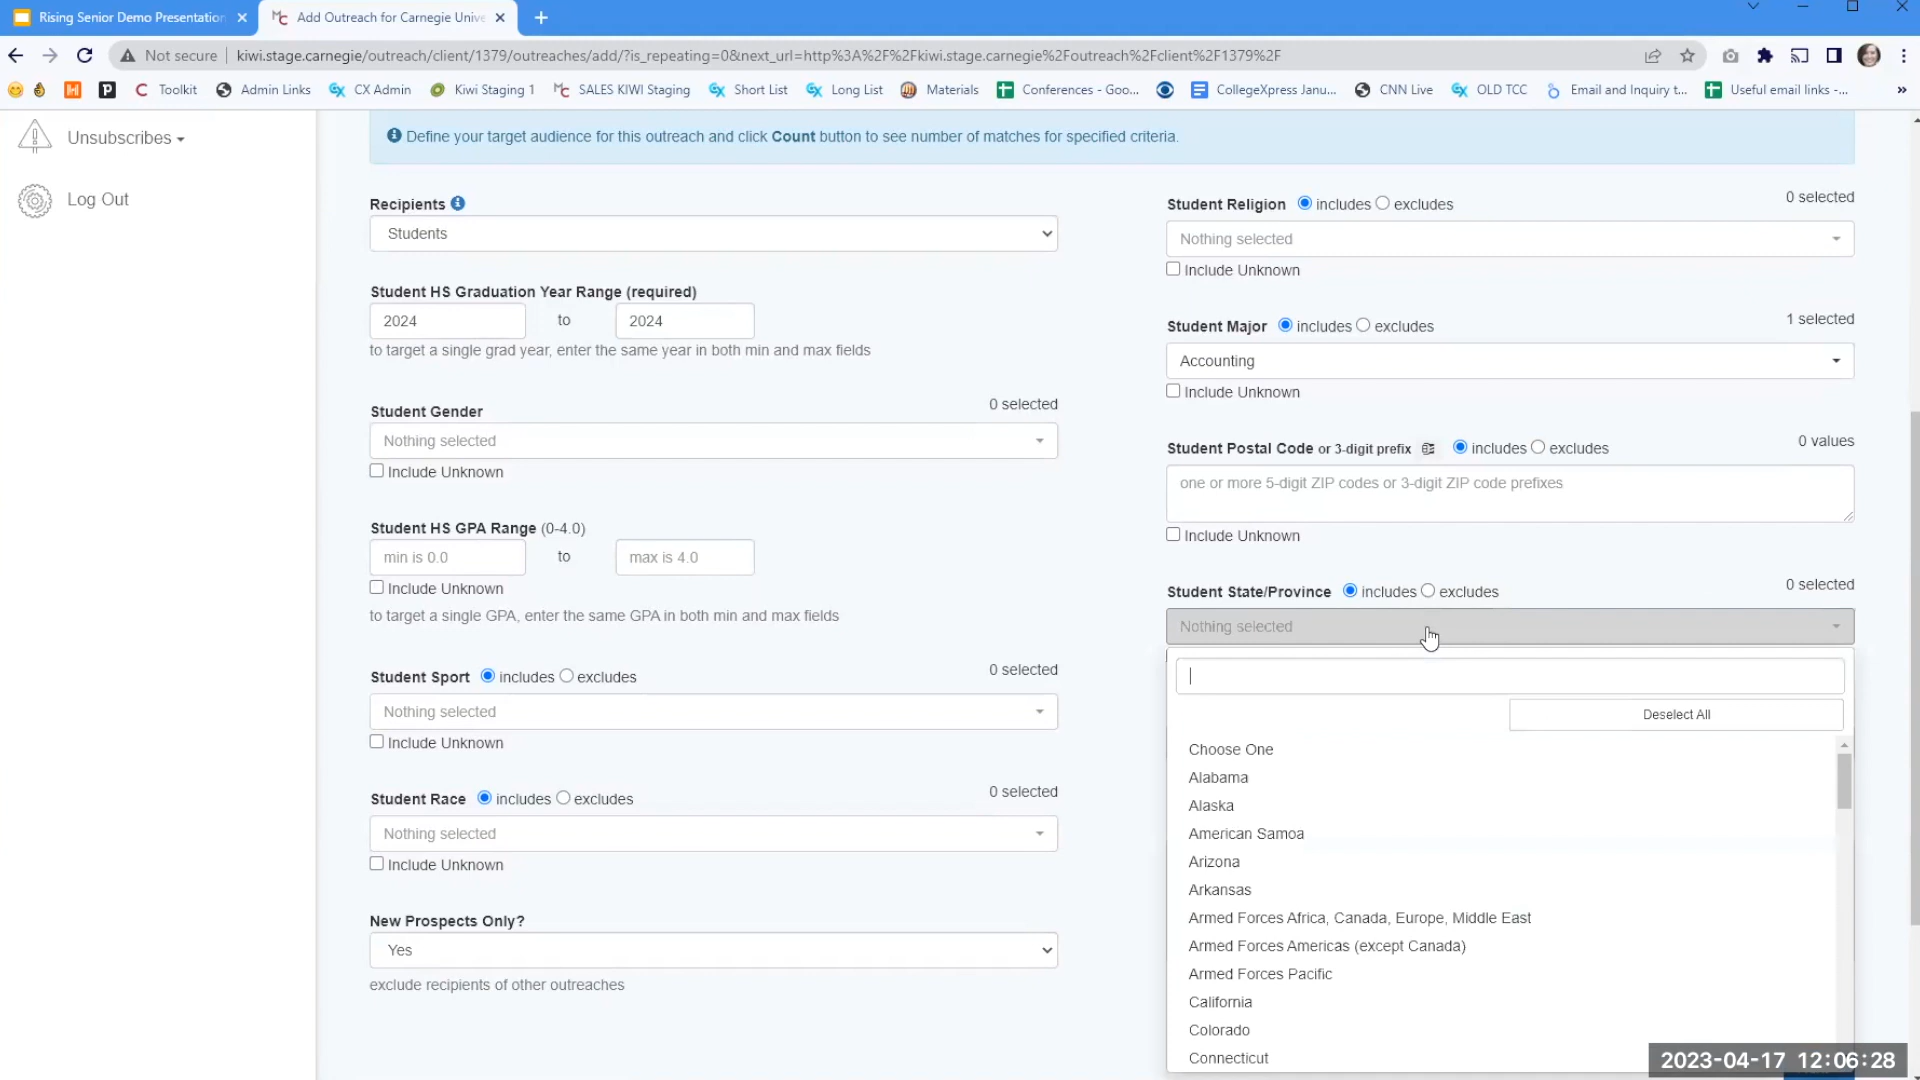 Rising Senior Demo Presentation
Add Outreach for Carnegie Unive
Not secure
kiwi.stage.carnegie/outreach/client/1379/outreaches/add/?is_repeating=0&next_url=http%3A%2F%2Fkiwi.stage.carnegie%2Foutreach%2Fclient%2F1379%2F
Toolkit Admin Links CX Admin Kiwi Staging 1 SALES KIWI Staging Short List Long List Materials Conferences - Goo... CollegeXpress Janu... CNN Live OLD TCC Email and Inquiry t... Useful email links -... »
Unsubscribes
Log Out
Define your target audience for this outreach and click Count button to see number of matches for specified criteria.
Recipients
Students
Student HS Graduation Year Range (required)
2024 to 2024
to target a single grad year, enter the same year in both min and max fields
Student Gender 0 selected
Nothing selected
Include Unknown
Student HS GPA Range (0-4.0)
min is 0.0 to max is 4.0
Include Unknown
to target a single GPA, enter the same GPA in both min and max fields
Student Sport includes excludes 0 selected
Nothing selected
Include Unknown
Student Race includes excludes 0 selected
Nothing selected
Include Unknown
New Prospects Only?
Yes
exclude recipients of other outreaches
Student Religion includes excludes 0 selected
Nothing selected
Include Unknown
Student Major includes excludes 1 selected
Accounting
Include Unknown
Student Postal Code or 3-digit prefix includes excludes 0 values
one or more 5-digit ZIP codes or 3-digit ZIP code prefixes
Include Unknown
Student State/Province includes excludes 0 selected
Nothing selected
Deselect All
Choose One
Alabama
Alaska
American Samoa
Arizona
Arkansas
Armed Forces Africa, Canada, Europe, Middle East
Armed Forces Americas (except Canada)
Armed Forces Pacific
California
Colorado
Connecticut
2023-04-17 12:06:28